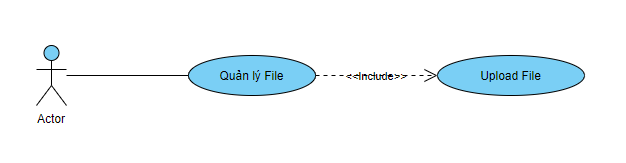 Quản lý File
<<Include>>
Upload File
Actor